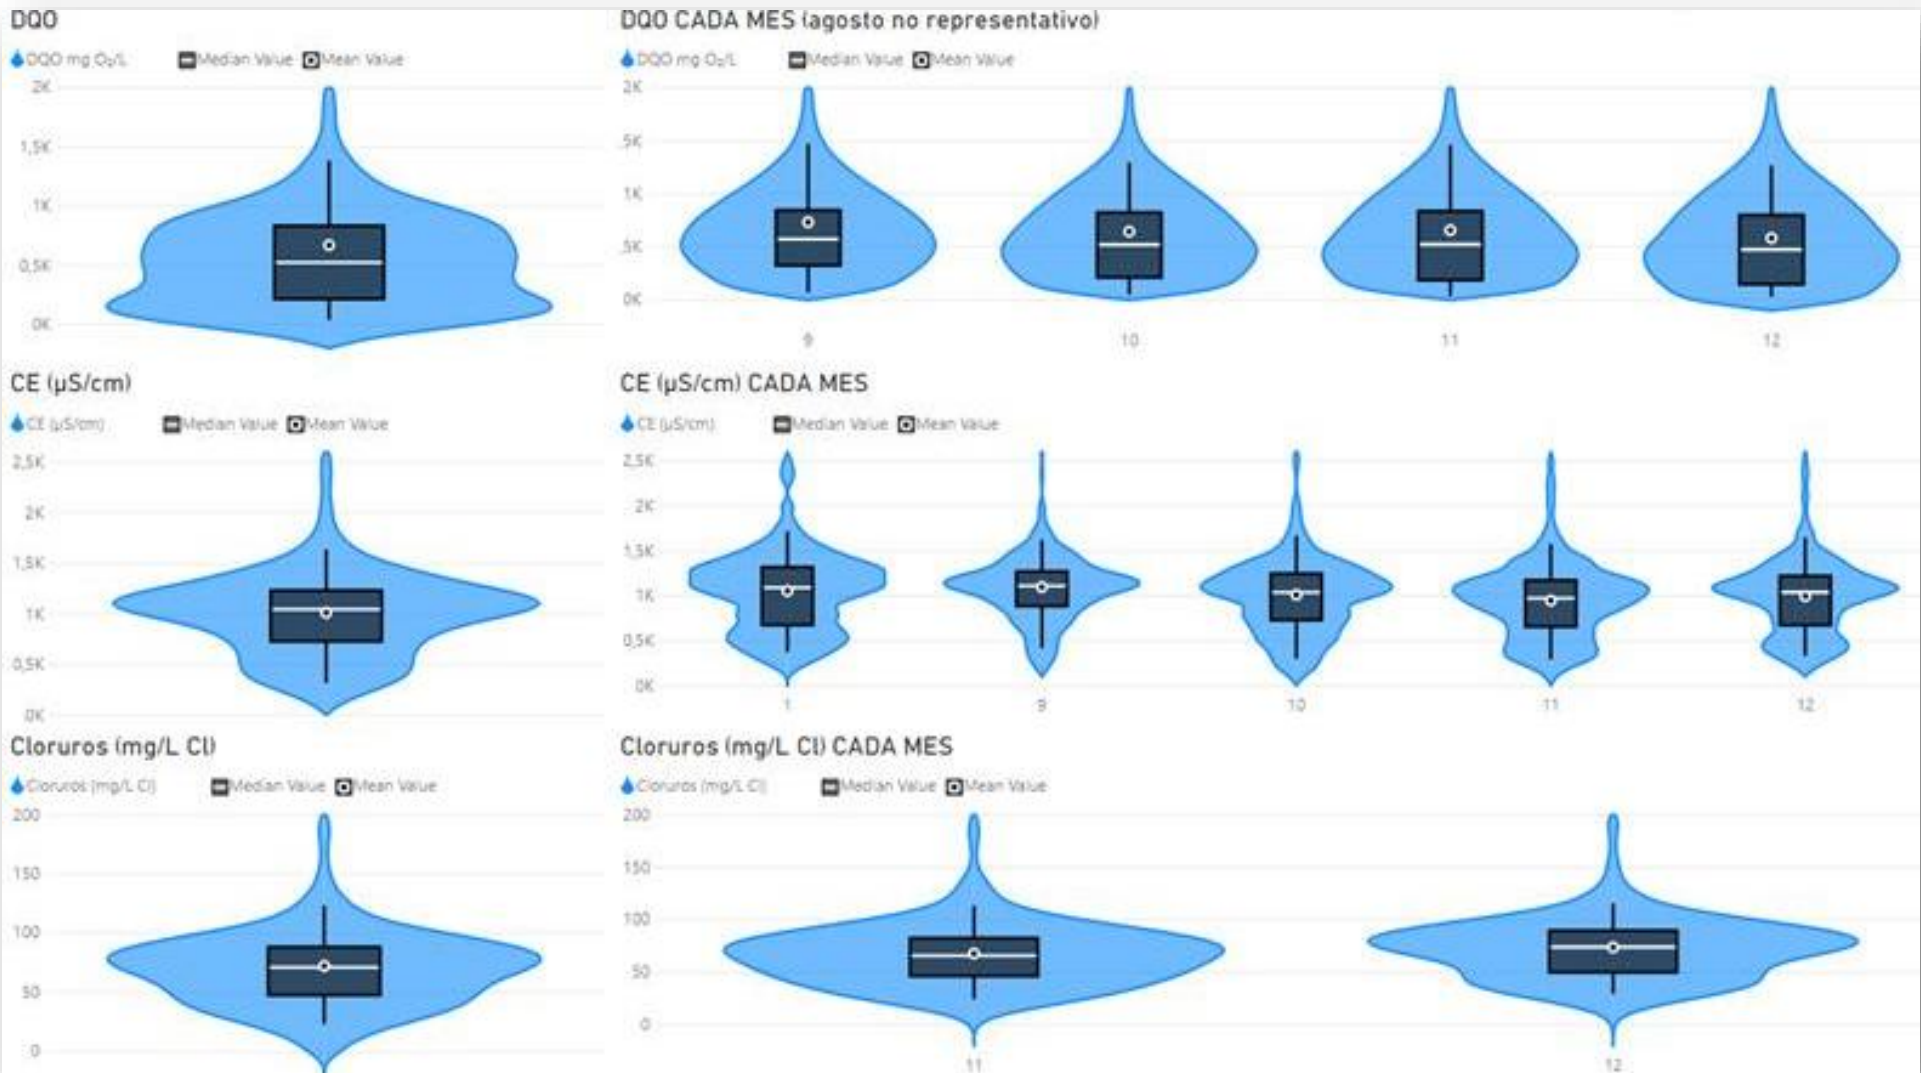 DQO
DQO mg O₂/L Median Value Mean Value
2K
1,5K
1K
0,5K
0K
DQO CADA MES (agosto no representativo)
DQO mg O₂/L Median Value Mean Value
2K
5K
1K
5K
0K
9 10 11 12
CE (µS/cm)
CE (µS/cm) Median Value Mean Value
2,5K
2K
1,5K
1K
0,5K
0K
CE (µS/cm) CADA MES
CE (µS/cm) Median Value Mean Value
2,5K
2K
1,5K
1K
0,5K
0K
1 9 10 11 12
Cloruros (mg/L Cl)
Cloruros (mg/L Cl) Median Value Mean Value
200
150
100
50
0
Cloruros (mg/L Cl) CADA MES
Cloruros (mg/L Cl) Median Value Mean Value
200
150
100
50
0
11 12